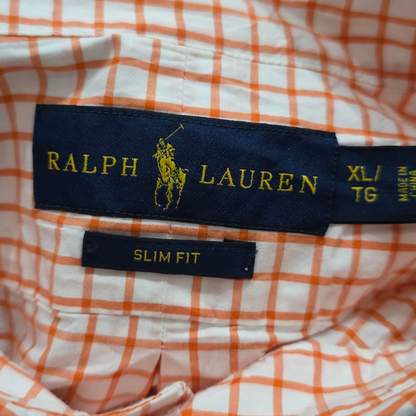 RALPH LAUREN
XL/
TG
MADE IN
CHINA
SLIM FIT